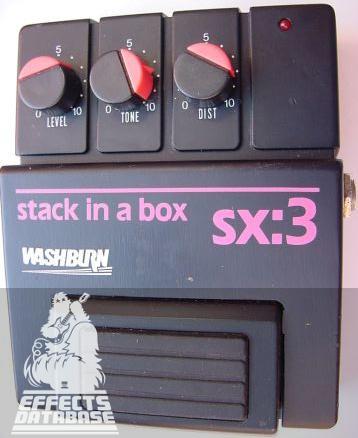 5 5 5
0 10 0 10 0 10
LEVEL TONE DIST
stack in a box sx:3
WASHBURN
EFFECTS
DATABASE